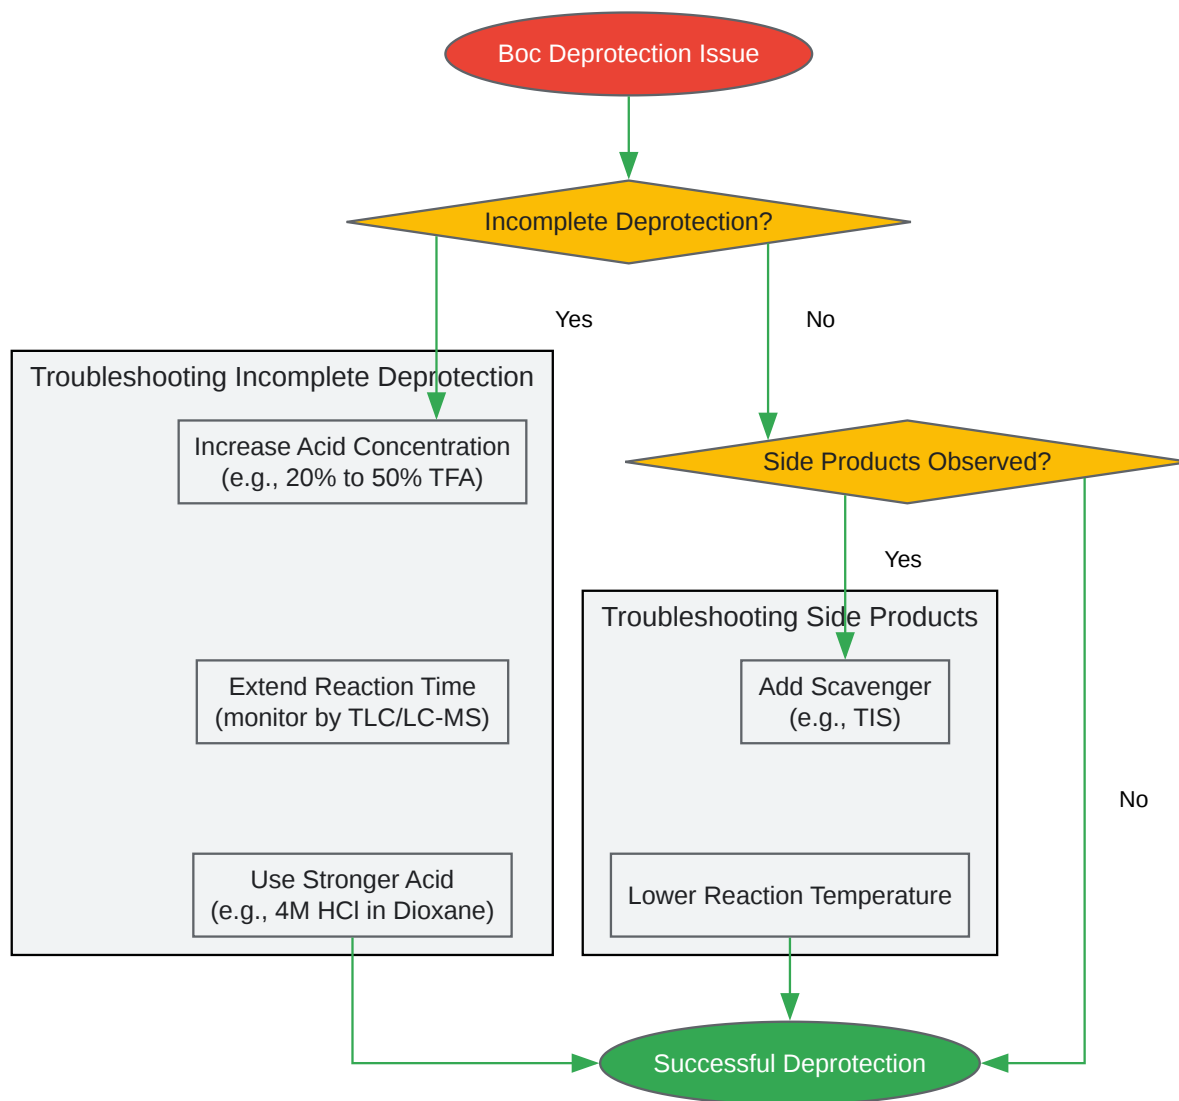 Boc Deprotection Issue
Incomplete Deprotection?
Yes
No
Troubleshooting Incomplete Deprotection
Increase Acid Concentration
(e.g., 20% to 50% TFA)
Side Products Observed?
Yes
Troubleshooting Side Products
Extend Reaction Time
(monitor by TLC/LC-MS)
Add Scavenger
(e.g., TIS)
No
Use Stronger Acid
(e.g., 4M HCl in Dioxane)
Lower Reaction Temperature
Successful Deprotection